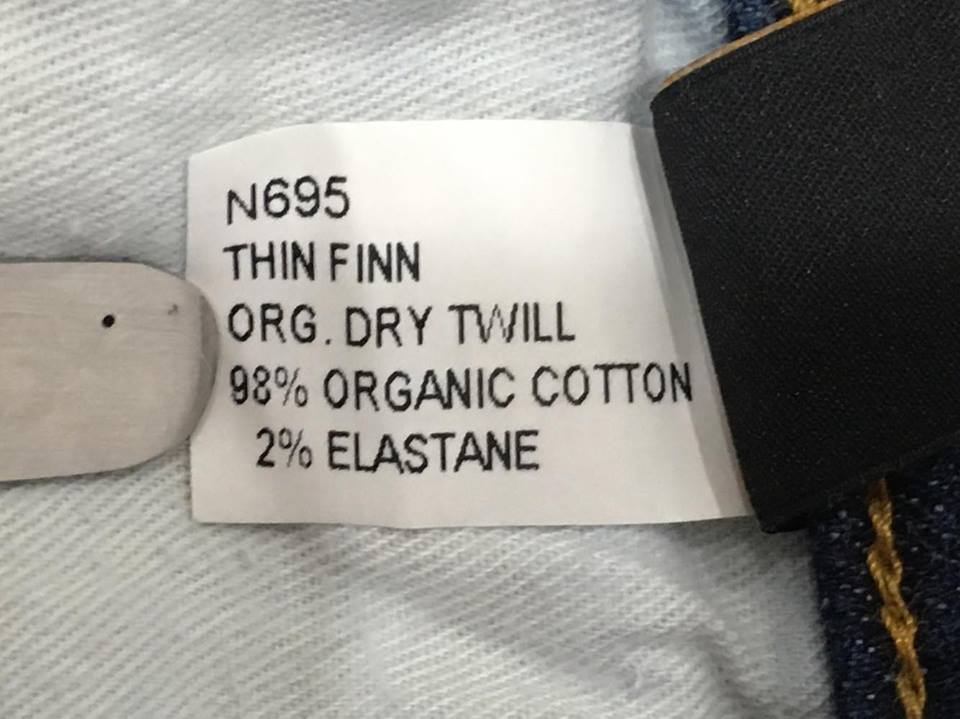 N695
THIN FINN
ORG. DRY TWILL
98% ORGANIC COTTON
2% ELASTANE